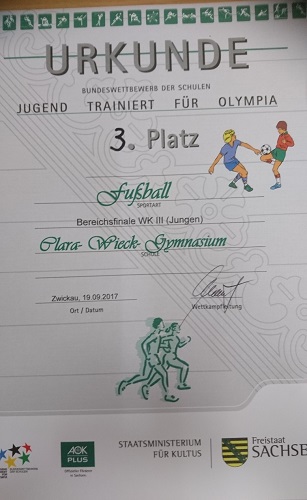 URKUNDE
BUNDESWETTBEWERB DER SCHULEN
JUGEND TRAINIERT FÜR OLYMPIA
3. Platz
Fußball
SPORTART
Bereichsfinale WK III (Jungen)
Clara- Wieck- Gymnasium
SCHULE
Zwickau, 19.09.2017
Ort / Datum
Wettkampfleitung
AOK
PLUS
STAATSMINISTERIUM
FÜR KULTUS
Freistaat
SACHSE